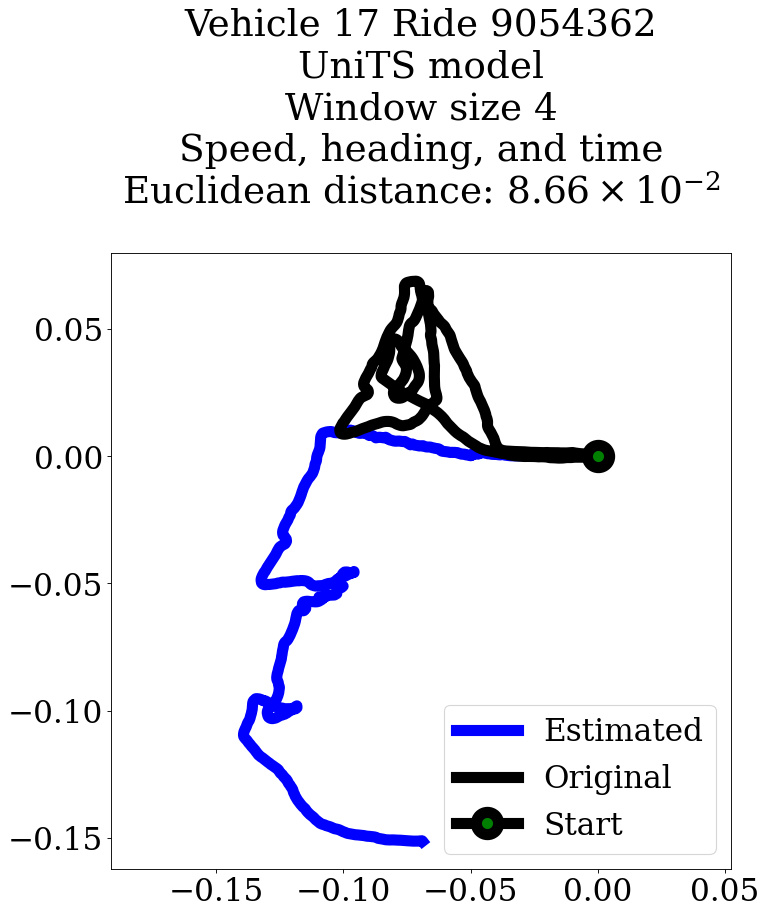 Vehicle 17 Ride 9054362
UniTS model
Window size 4
Speed, heading, and time
Euclidean distance: 8.66 × 10⁻²
0.05
0.00
−0.05
−0.10
−0.15
Estimated
Original
Start
−0.15 −0.10 −0.05 0.00 0.05